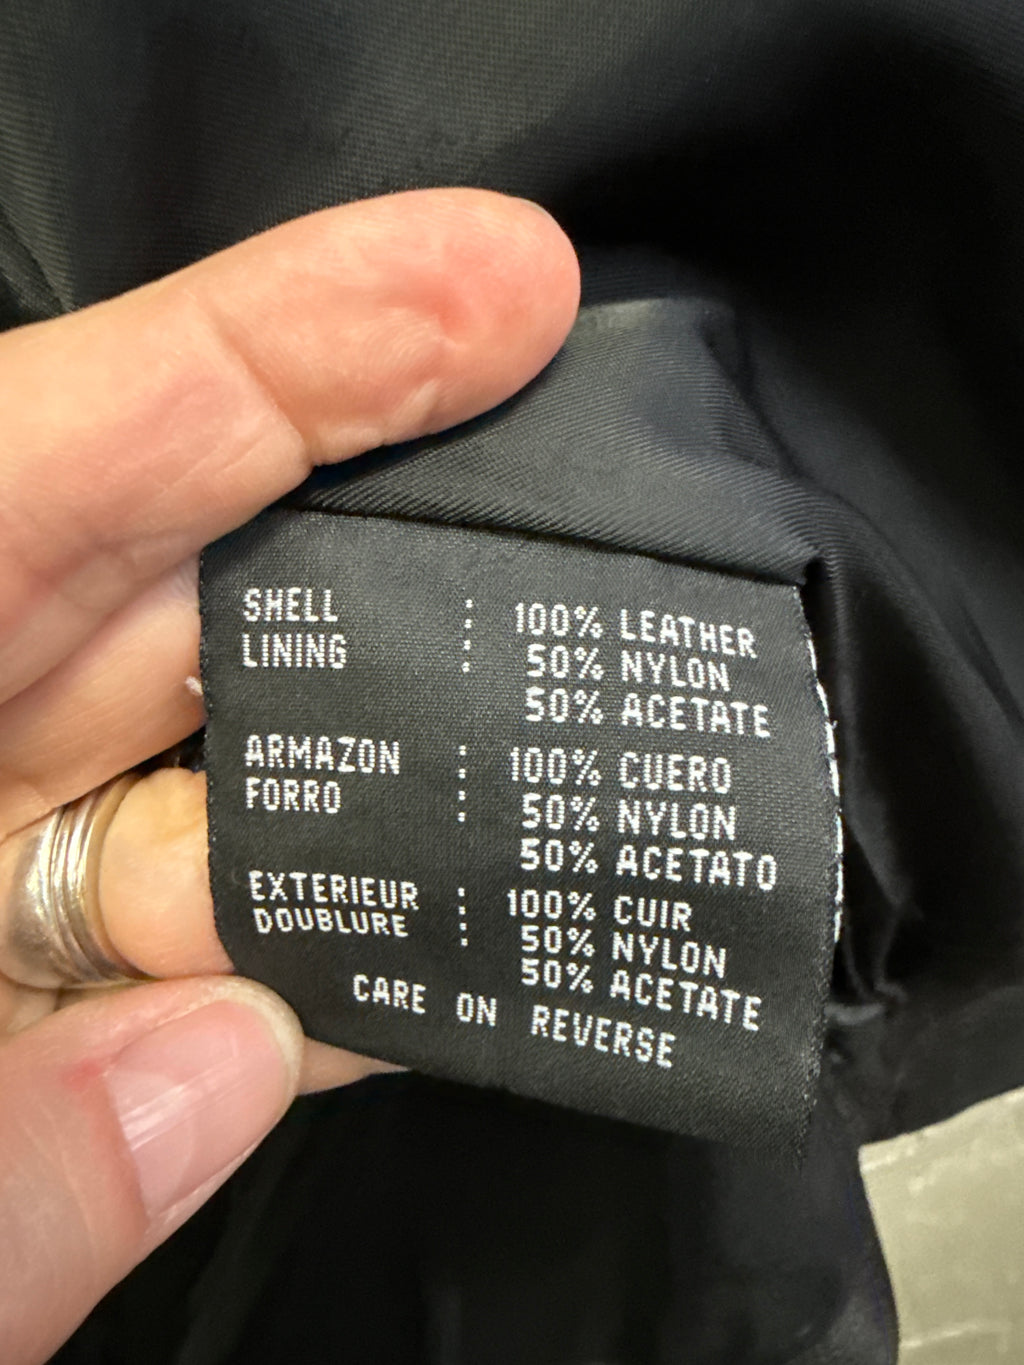 SHELL : 100% LEATHER
LINING : 50% NYLON
50% ACETATE
ARMAZON : 100% CUERO
FORRO : 50% NYLON
50% ACETATO
EXTERIEUR : 100% CUIR
DOUBLURE : 50% NYLON
50% ACETATE
CARE ON REVERSE